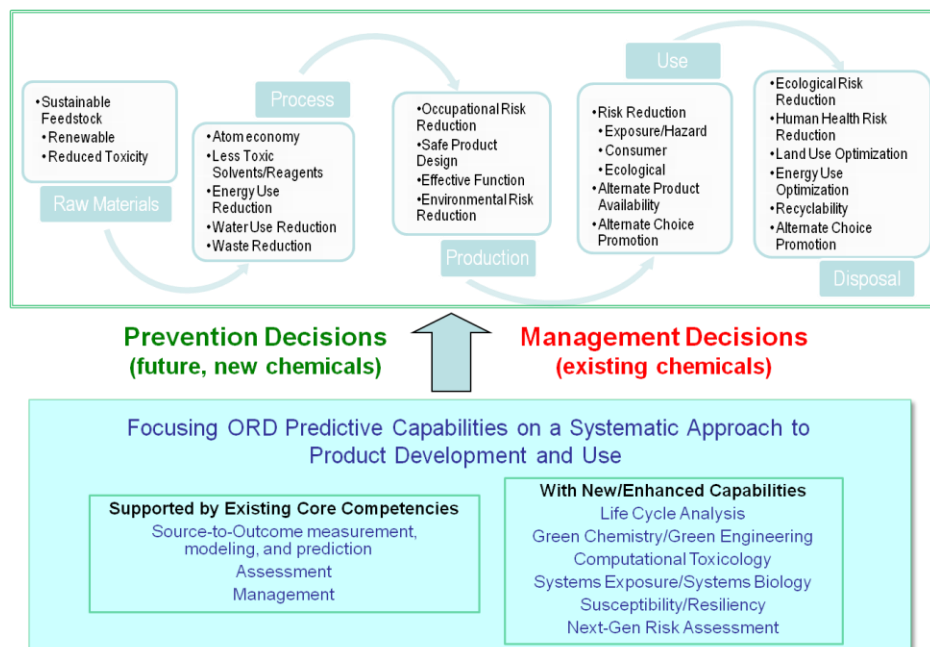 •Sustainable
Feedstock
•Renewable
•Reduced Toxicity
Raw Materials
Process
•Atom economy
•Less Toxic
Solvents/Reagents
•Energy Use
Reduction
•Water Use Reduction
•Waste Reduction
•Occupational Risk
Reduction
•Safe Product
Design
•Effective Function
•Environmental Risk
Reduction
Production
Use
•Risk Reduction
•Exposure/Hazard
•Consumer
•Ecological
•Alternate Product
Availability
•Alternate Choice
Promotion
•Ecological Risk
Reduction
•Human Health Risk
Reduction
•Land Use Optimization
•Energy Use
Optimization
•Recyclability
•Alternate Choice
Promotion
Disposal
Prevention Decisions
(future, new chemicals)
Management Decisions
(existing chemicals)
Focusing ORD Predictive Capabilities on a Systematic Approach to
Product Development and Use
Supported by Existing Core Competencies
Source-to-Outcome measurement,
modeling, and prediction
Assessment
Management
With New/Enhanced Capabilities
Life Cycle Analysis
Green Chemistry/Green Engineering
Computational Toxicology
Systems Exposure/Systems Biology
Susceptibility/Resiliency
Next-Gen Risk Assessment